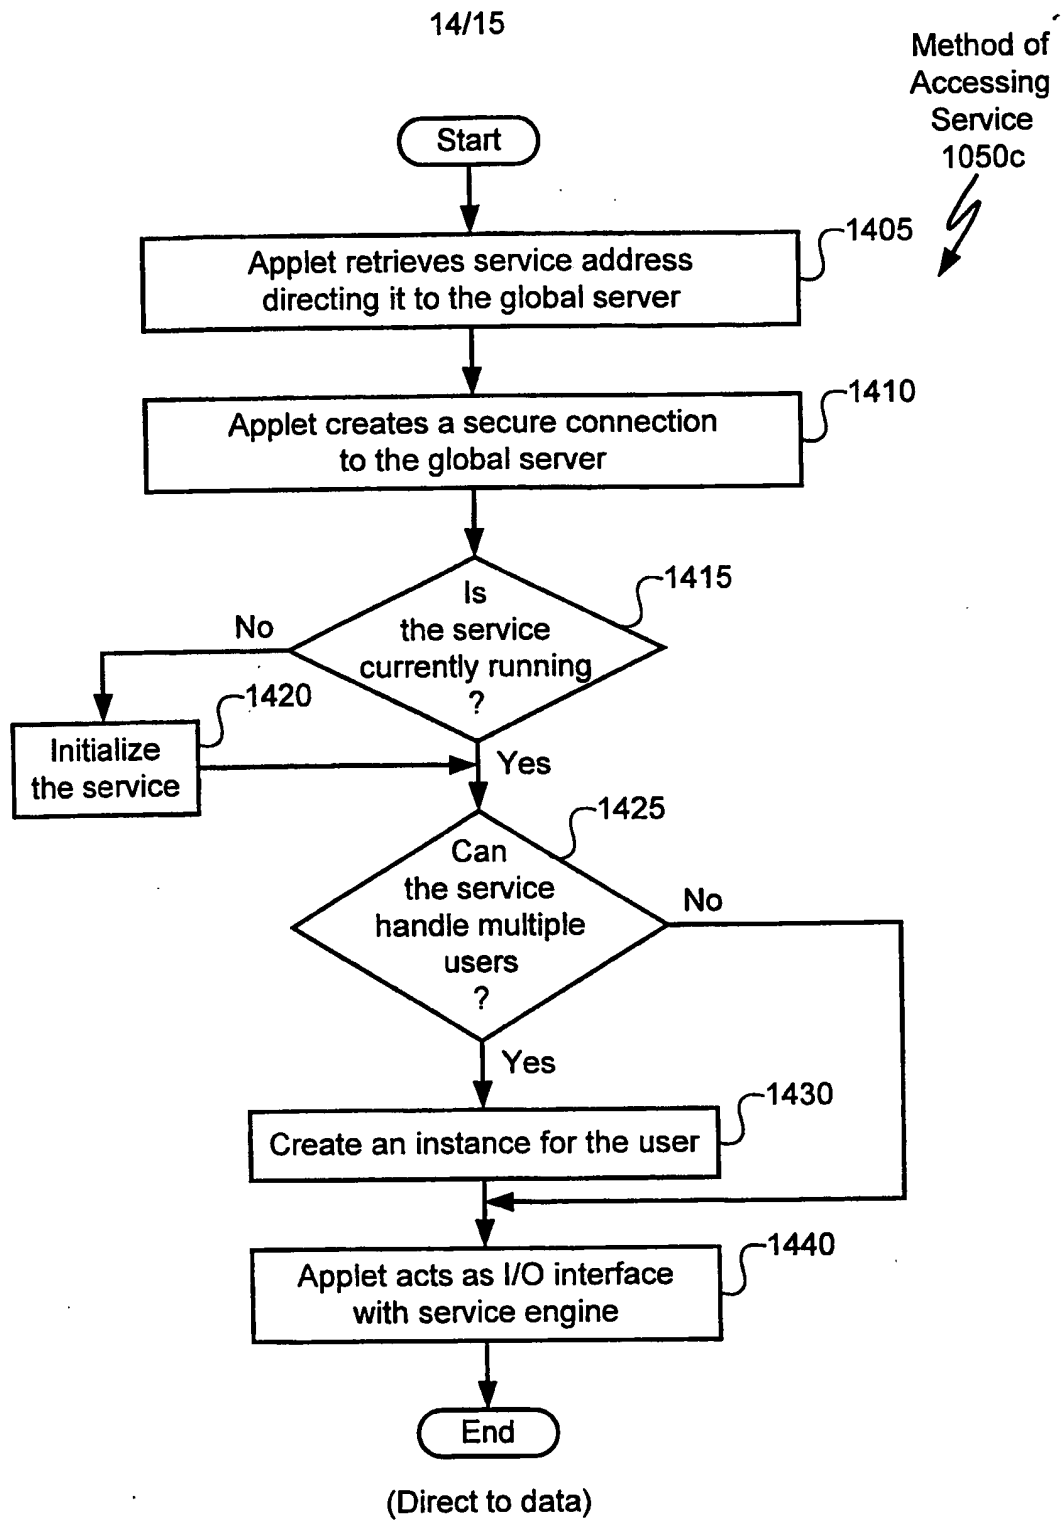 14/15
Method of
Accessing
Service
1050c
Start
1405
Applet retrieves service address
directing it to the global server
1410
Applet creates a secure connection
to the global server
1415
Is
the service
currently running
?
No
1420
Initialize
the service
Yes
1425
Can
the service
handle multiple
users
?
No
Yes
1430
Create an instance for the user
1440
Applet acts as I/O interface
with service engine
End
(Direct to data)